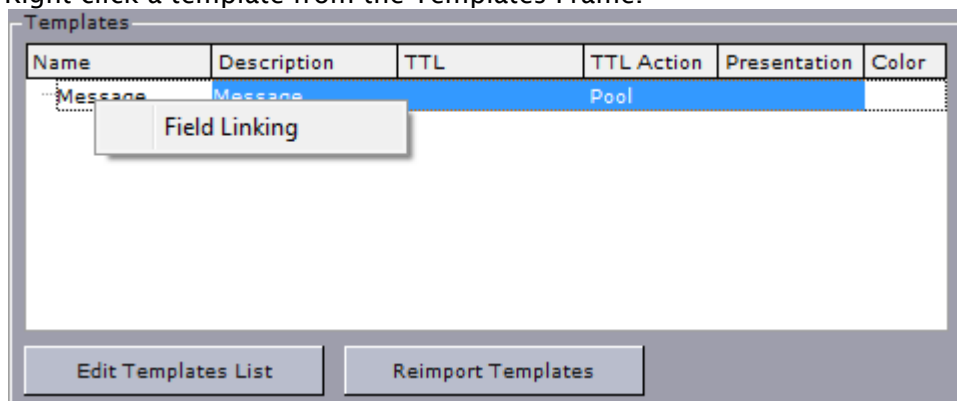 Right click a template from the Templates Frame.
Templates
Name Description TTL TTL Action Presentation Color
Message Message Pool
Field Linking
Edit Templates List Reimport Templates